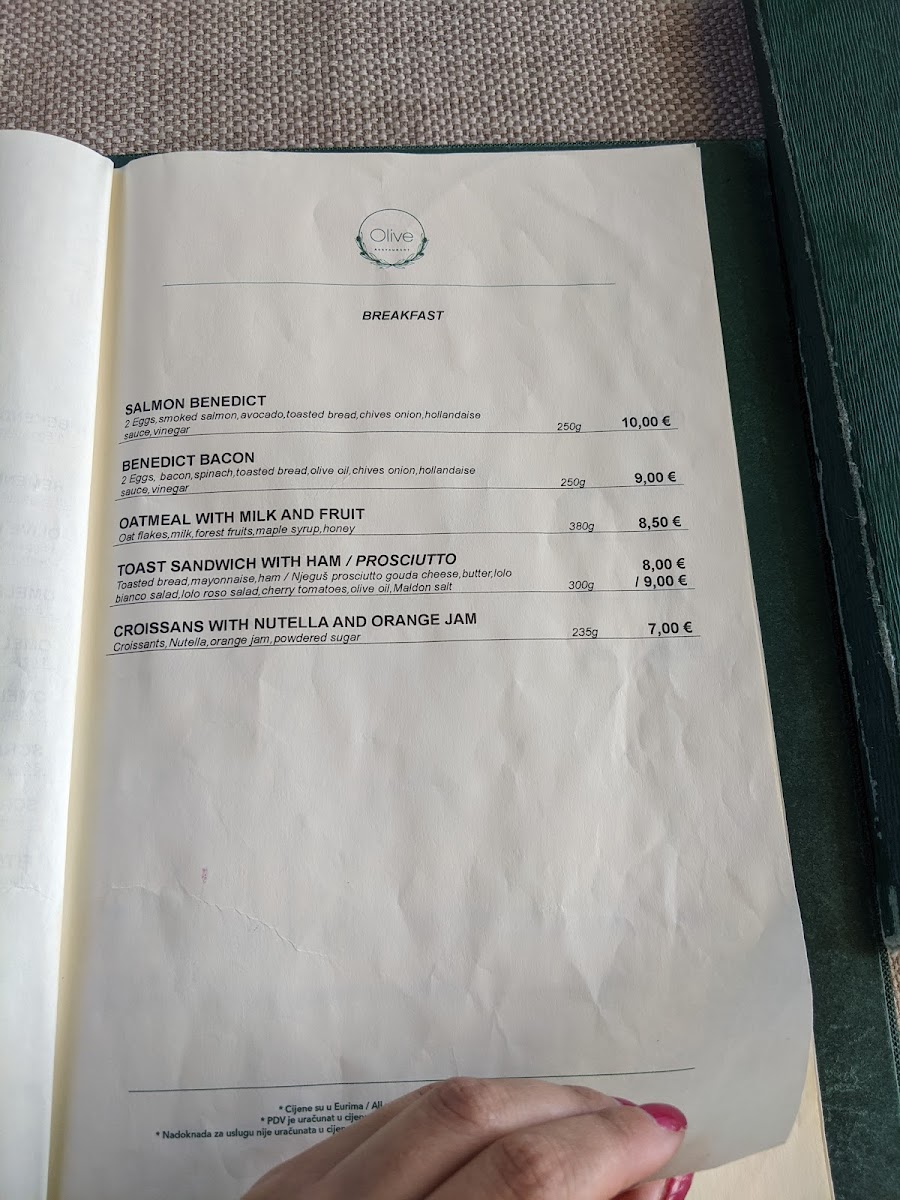 Olive
RESTAURANT
BREAKFAST
SALMON BENEDICT
2 Eggs,smoked salmon,avocado,toasted bread,chives onion,hollandaise
sauce,vinegar 250g 10,00 €
BENEDICT BACON
2 Eggs, bacon,spinach,toasted bread,olive oil,chives onion,hollandaise
sauce,vinegar 250g 9,00 €
OATMEAL WITH MILK AND FRUIT
Oat flakes,milk,forest fruits,maple syrup,honey 380g 8,50 €
TOAST SANDWICH WITH HAM / PROSCIUTTO 8,00 €
Toasted bread,mayonnaise,ham / Njeguš prosciutto gouda cheese,butter,lolo
bianco salad,lolo roso salad,cherry tomatoes,olive oil,Maldon salt 300g / 9,00 €
CROISSANS WITH NUTELLA AND ORANGE JAM
Croissants,Nutella,orange jam,powdered sugar 235g 7,00 €
* Cijene su u Eurima / All
* PDV je uračunat u
* Nadoknada za uslugu nije uračunata u